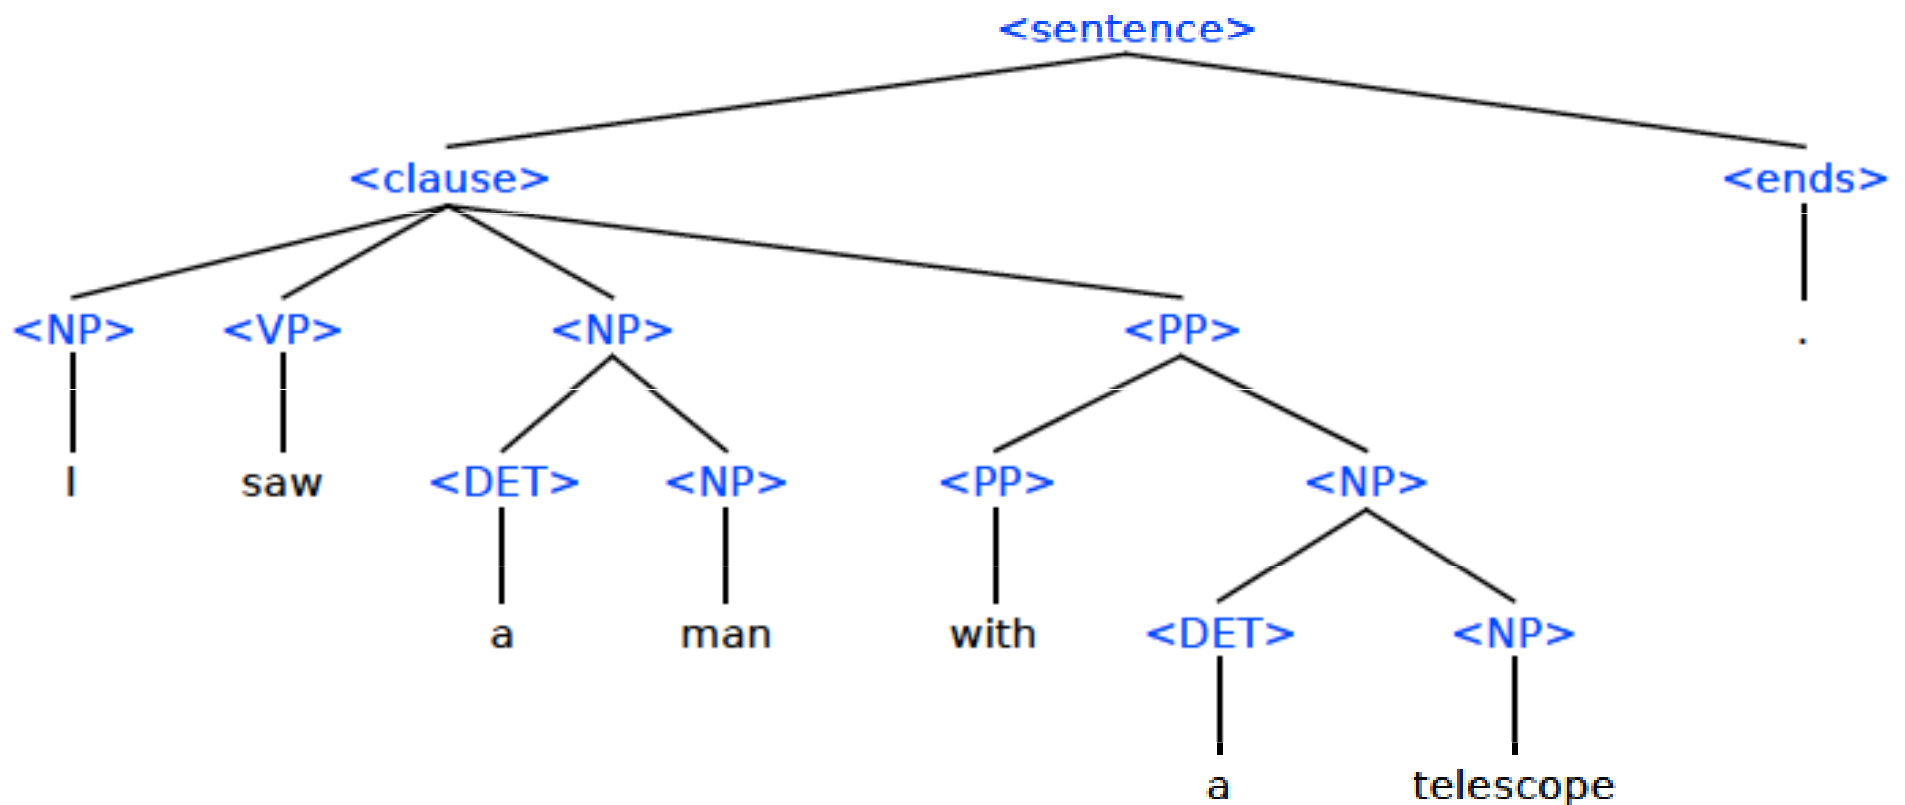 <sentence>
<clause> <ends>
<NP> <VP> <NP> <PP> .
I saw <DET> <NP> <PP> <NP>
a man with <DET> <NP>
a telescope